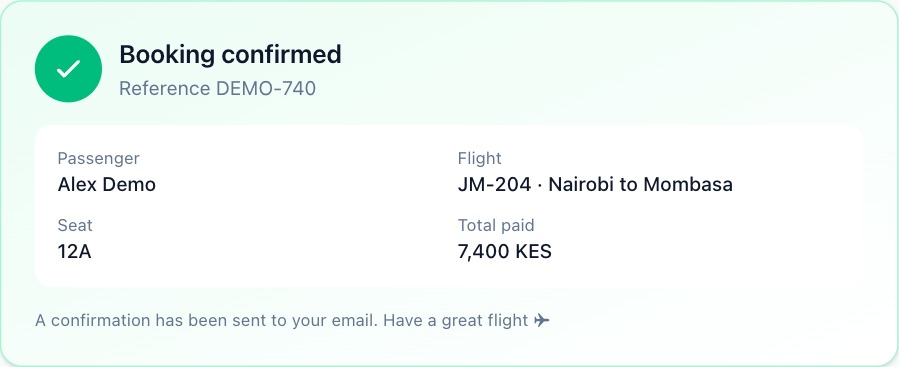 Booking confirmed
Reference DEMO-740
Passenger
Alex Demo
Flight
JM-204 · Nairobi to Mombasa
Seat
12A
Total paid
7,400 KES
A confirmation has been sent to your email. Have a great flight ✈